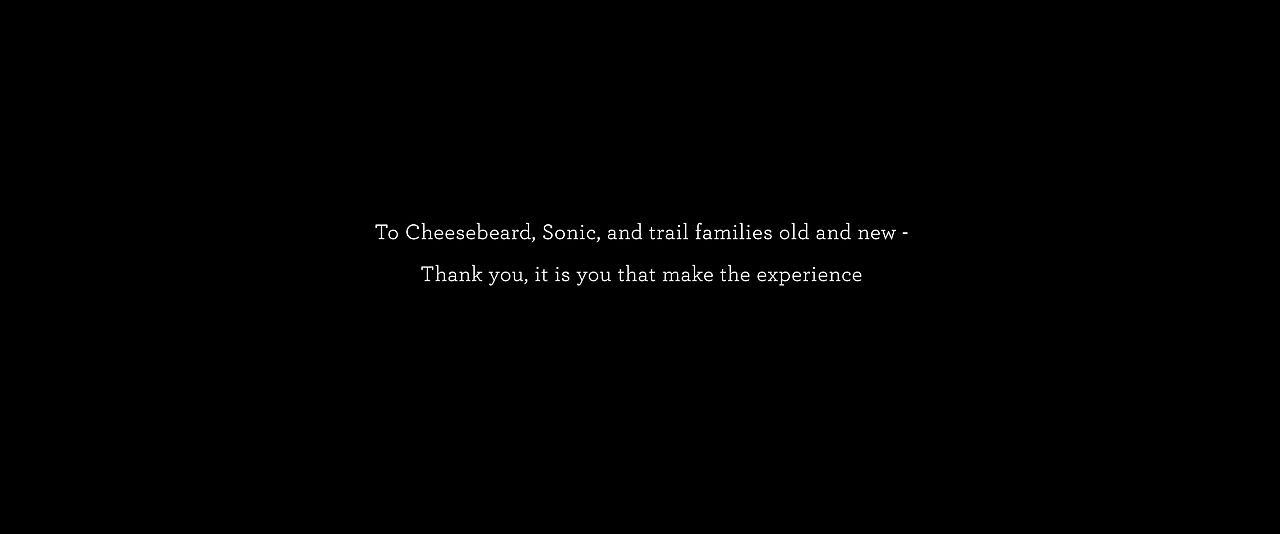 To Cheesebeard, Sonic, and trail families old and new -
Thank you, it is you that make the experience